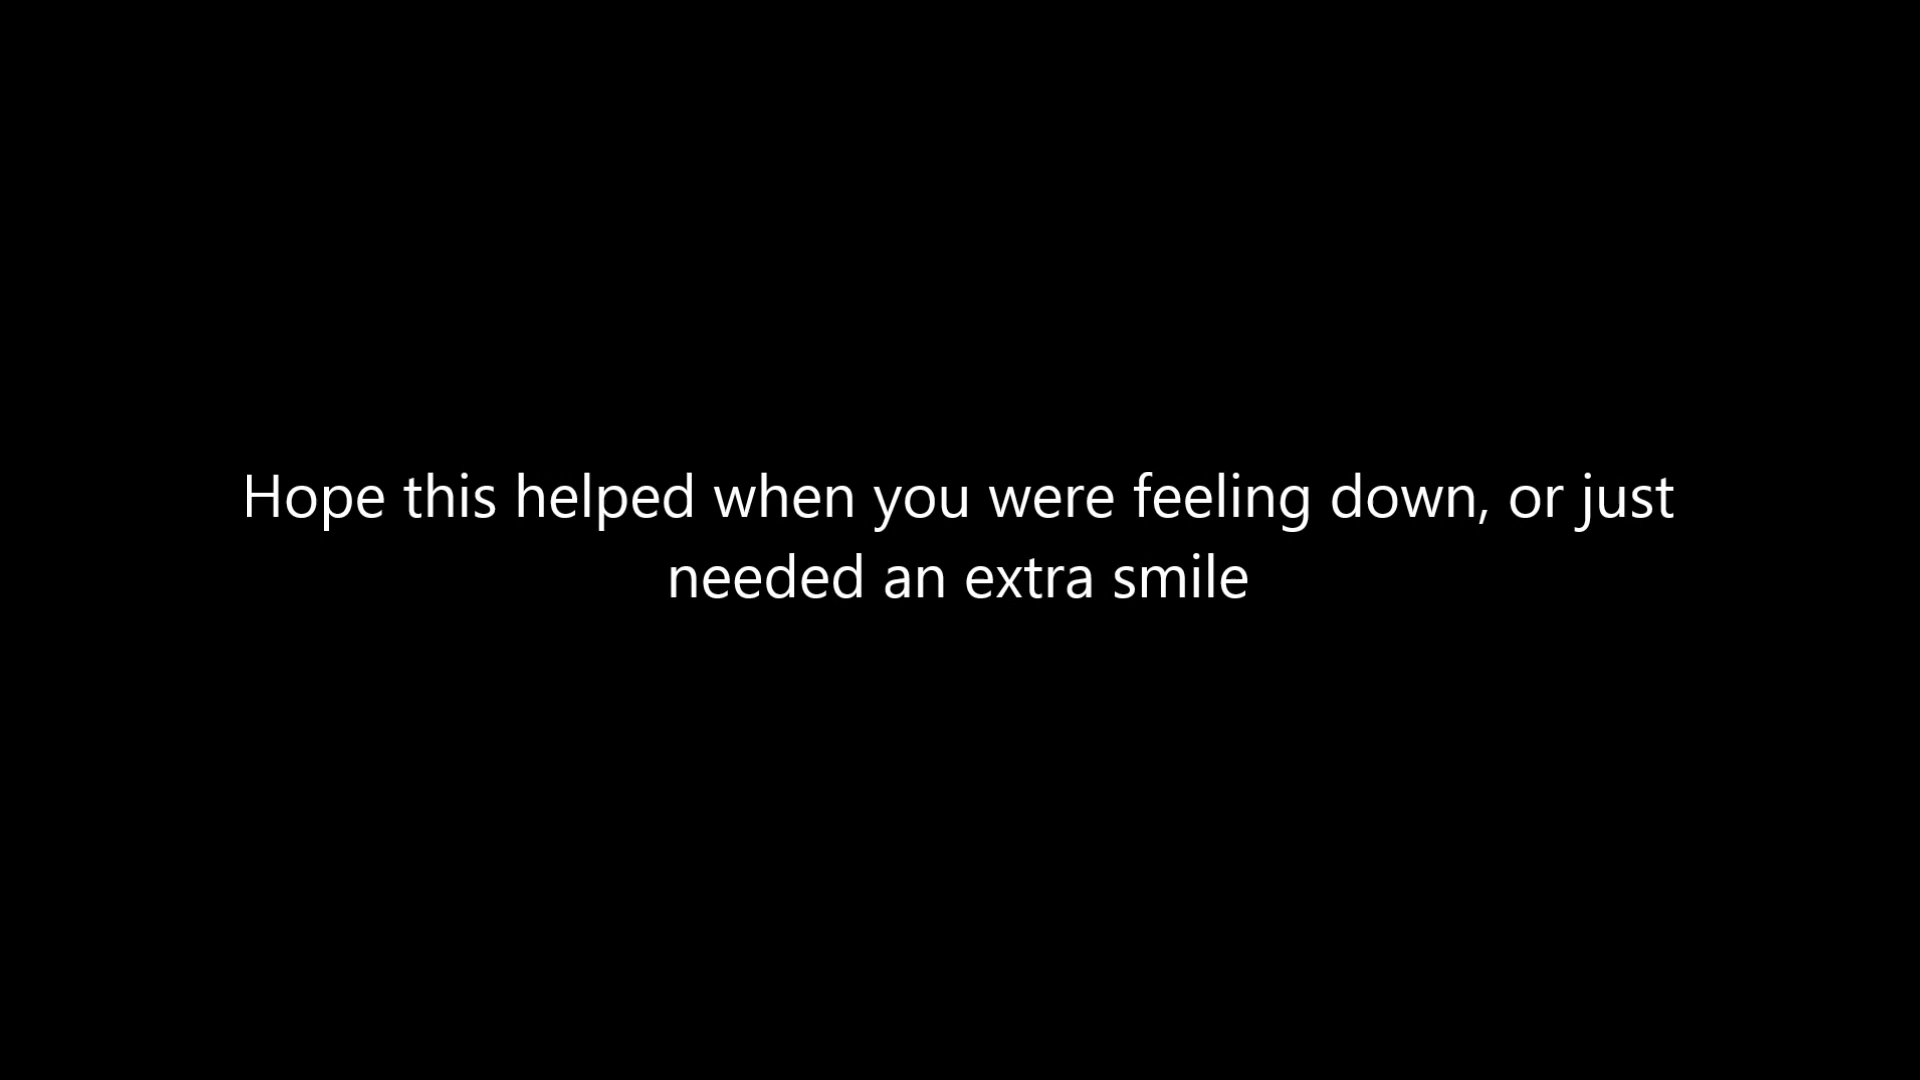 Hope this helped when you were feeling down, or just
needed an extra smile